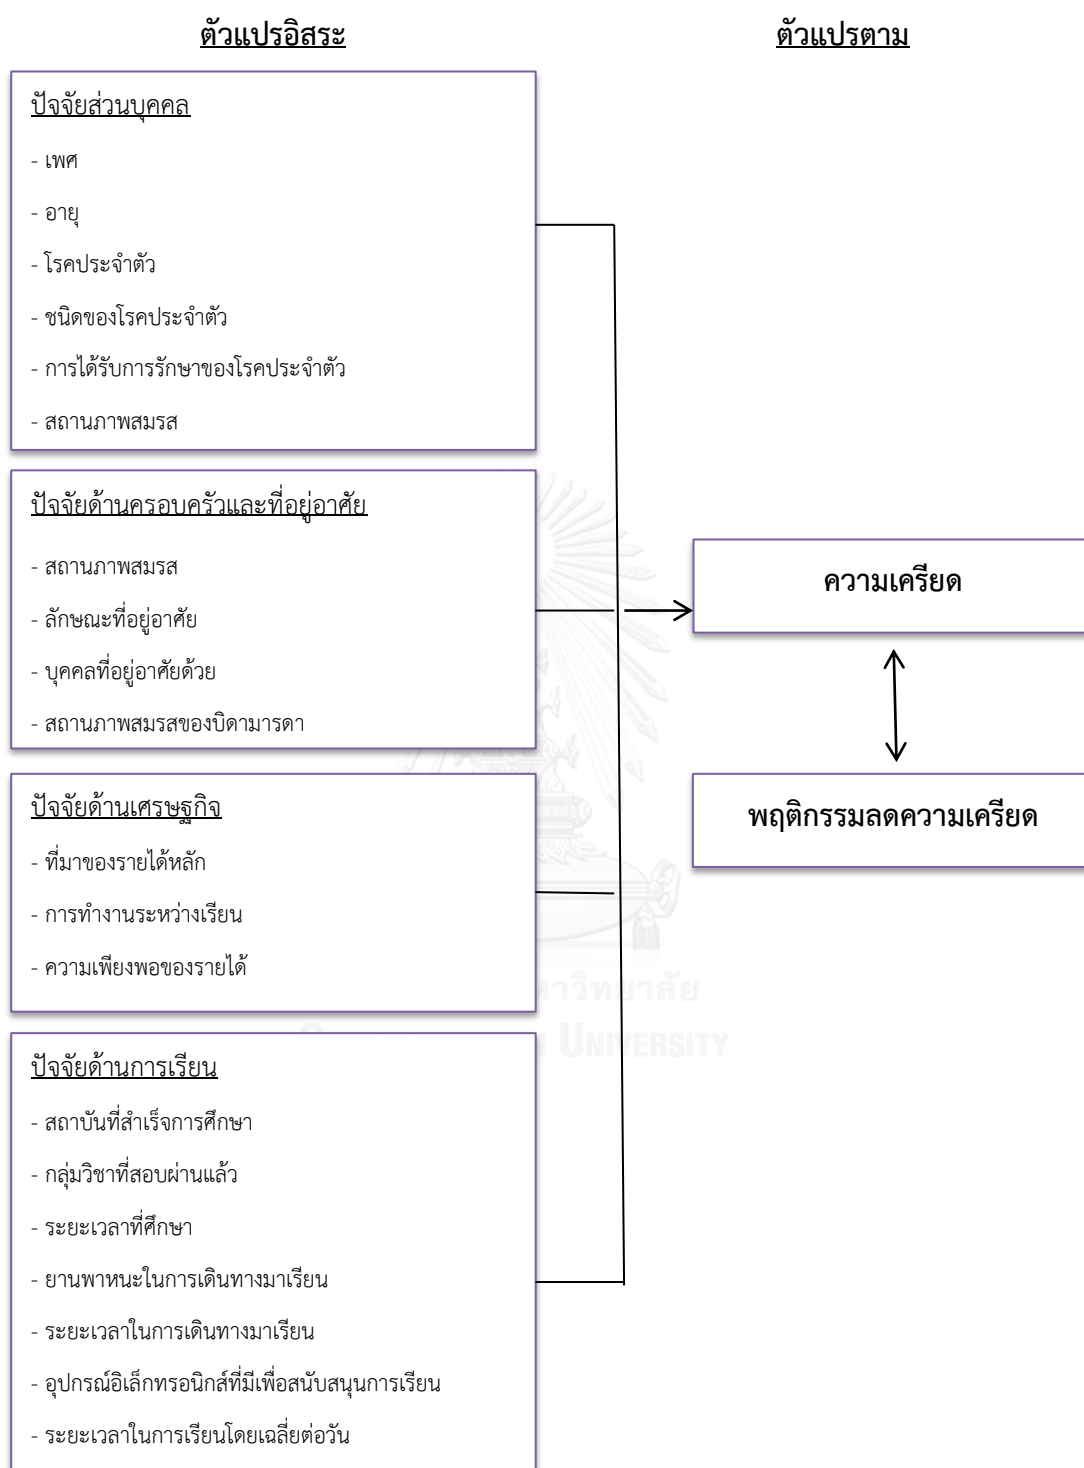 ตัวแปรอิสระ
ตัวแปรตาม
ปัจจัยส่วนบุคคล
- เพศ
- อายุ
- โรคประจำตัว
- ชนิดของโรคประจำตัว
- การได้รับการรักษาของโรคประจำตัว
- สถานภาพสมรส
ปัจจัยด้านครอบครัวและที่อยู่อาศัย
- สถานภาพสมรส
- ลักษณะที่อยู่อาศัย
- บุคคลที่อยู่อาศัยด้วย
- สถานภาพสมรสของบิดามารดา
ปัจจัยด้านเศรษฐกิจ
- ที่มาของรายได้หลัก
- การทำงานระหว่างเรียน
- ความเพียงพอของรายได้
ปัจจัยด้านการเรียน
- สถาบันที่สำเร็จการศึกษา
- กลุ่มวิชาที่สอบผ่านแล้ว
- ระยะเวลาที่ศึกษา
- ยานพาหนะในการเดินทางมาเรียน
- ระยะเวลาในการเดินทางมาเรียน
- อุปกรณ์อิเล็กทรอนิกส์ที่มีเพื่อสนับสนุนการเรียน
- ระยะเวลาในการเรียนโดยเฉลี่ยต่อวัน
ความเครียด
พฤติกรรมลดความเครียด
UNIVERSITY